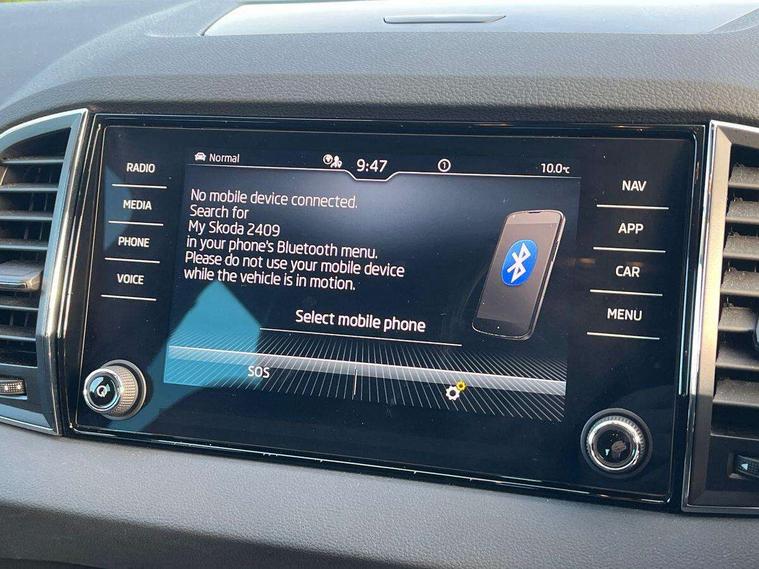 Normal
9:47
1
10.0°C
RADIO
MEDIA
PHONE
VOICE
No mobile device connected.
Search for
My Skoda 2409
in your phone's Bluetooth menu.
Please do not use your mobile device
while the vehicle is in motion.
Select mobile phone
SOS
NAV
APP
CAR
MENU